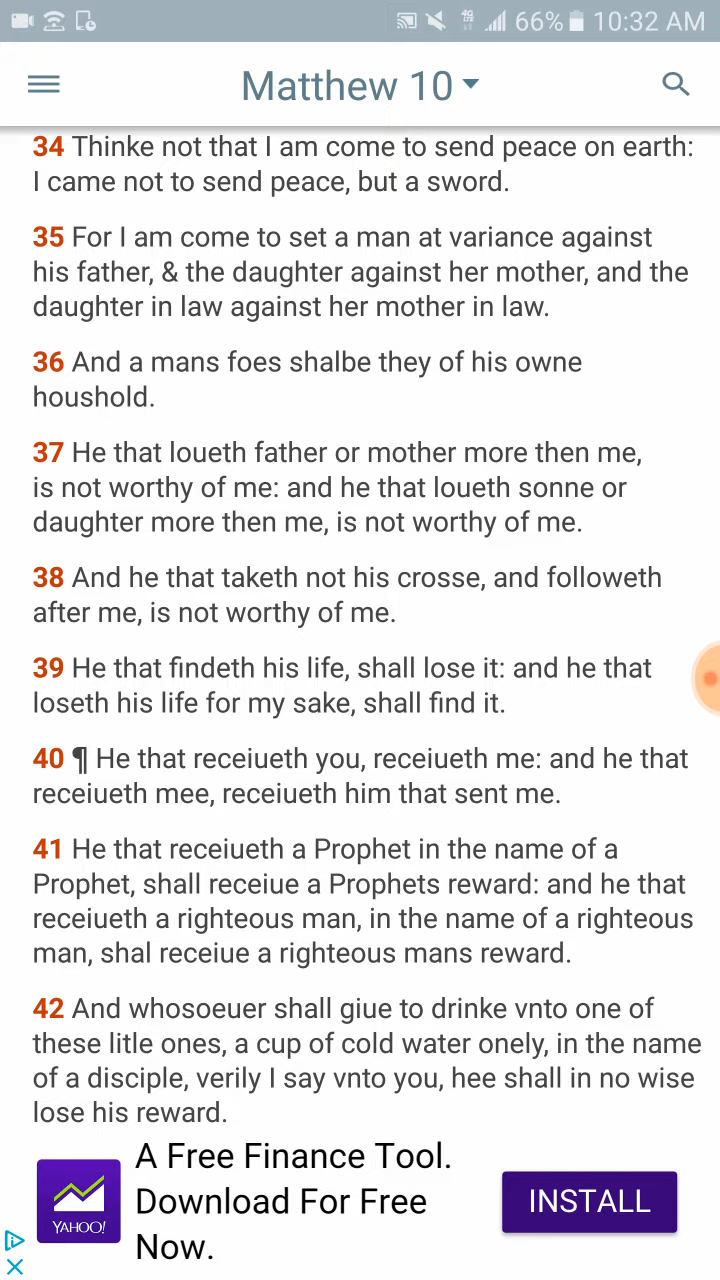 4G 66% 10:32 AM
Matthew 10
34 Thinke not that I am come to send peace on earth:
I came not to send peace, but a sword.
35 For I am come to set a man at variance against
his father, & the daughter against her mother, and the
daughter in law against her mother in law.
36 And a mans foes shalbe they of his owne
houshold.
37 He that loueth father or mother more then me,
is not worthy of me: and he that loueth sonne or
daughter more then me, is not worthy of me.
38 And he that taketh not his crosse, and followeth
after me, is not worthy of me.
39 He that findeth his life, shall lose it: and he that
loseth his life for my sake, shall find it.
40 ¶ He that receiueth you, receiueth me: and he that
receiueth mee, receiueth him that sent me.
41 He that receiueth a Prophet in the name of a
Prophet, shall receiue a Prophets reward: and he that
receiueth a righteous man, in the name of a righteous
man, shal receiue a righteous mans reward.
42 And whosoeuer shall giue to drinke vnto one of
these litle ones, a cup of cold water onely, in the name
of a disciple, verily I say vnto you, hee shall in no wise
lose his reward.
A Free Finance Tool.
Download For Free
Now.
YAHOO!
INSTALL